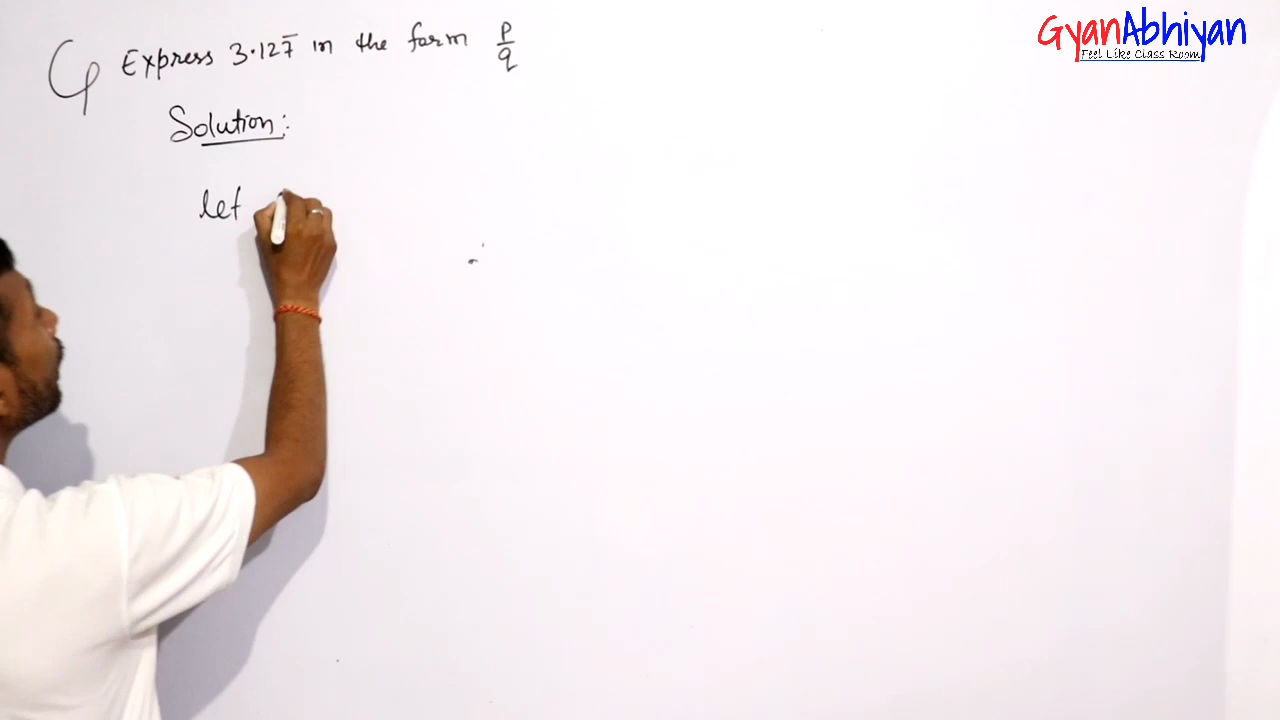 Q Express 3.127̅ in the form p/q
GyanAbhiyan
Feel Like Class Room
Solution:
let